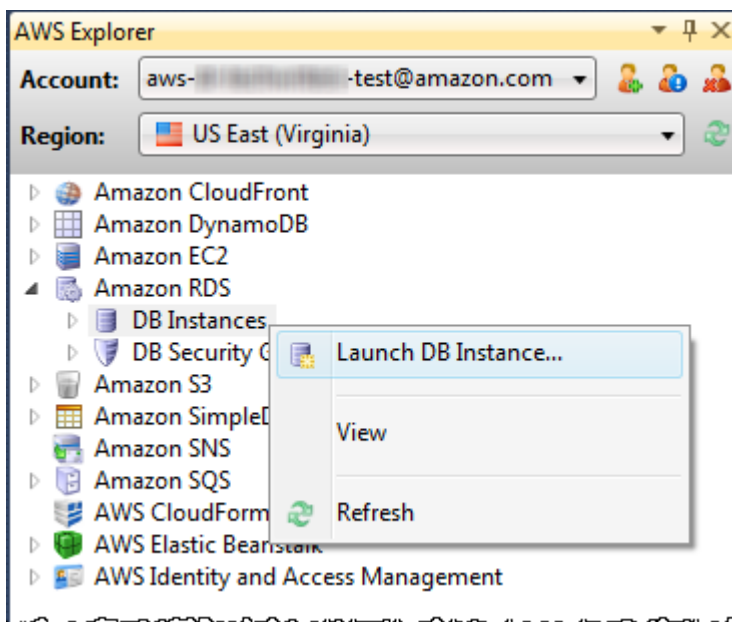 AWS Explorer
Account: aws- -test@amazon.com
Region: US East (Virginia)
Amazon CloudFront
Amazon DynamoDB
Amazon EC2
Amazon RDS
DB Instances
DB Security
Launch DB Instance...
Amazon S3
Amazon
View
Amazon SNS
Amazon SQS
AWS
Refresh
AWS Elastic Beanstalk
AWS Identity and Access Management